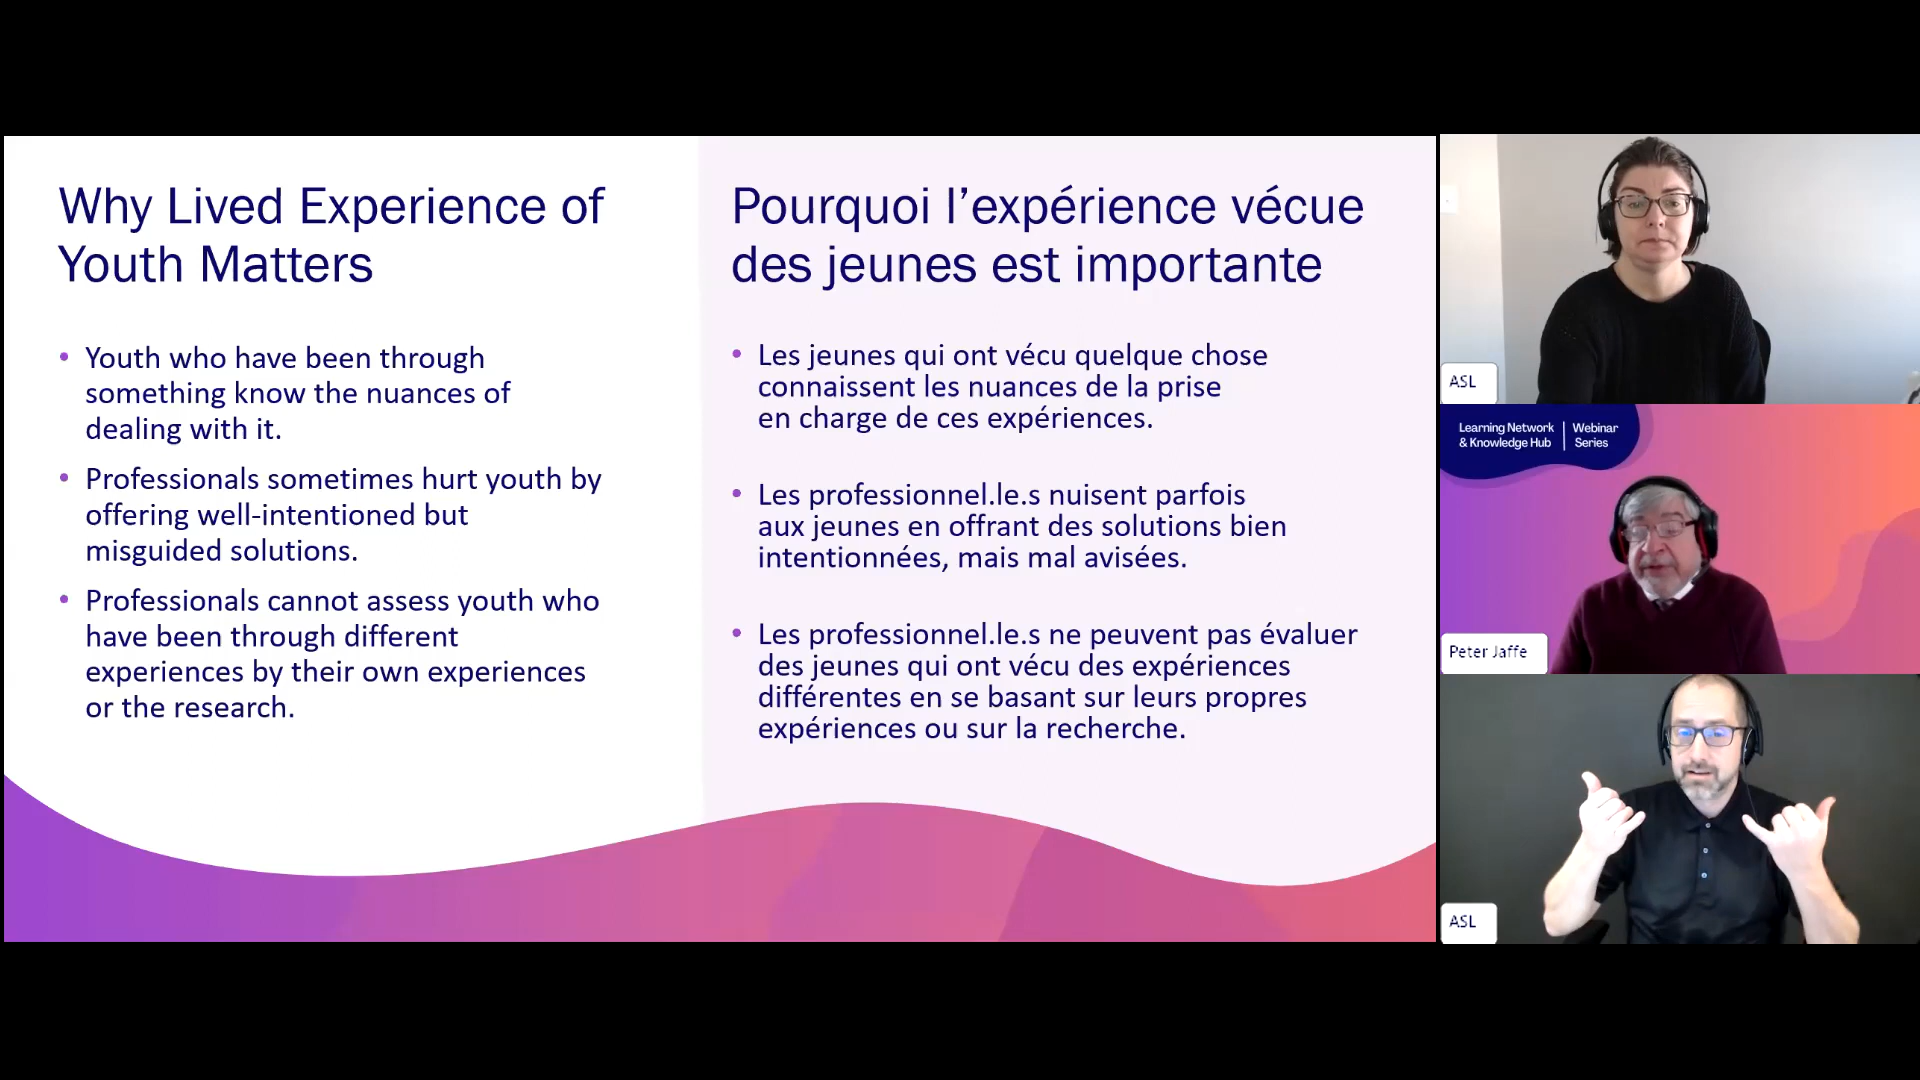 Why Lived Experience of
Youth Matters
• Youth who have been through
something know the nuances of
dealing with it.
• Professionals sometimes hurt youth by
offering well-intentioned but
misguided solutions.
• Professionals cannot assess youth who
have been through different
experiences by their own experiences
or the research.
Pourquoi l’expérience vécue
des jeunes est importante
• Les jeunes qui ont vécu quelque chose
connaissent les nuances de la prise
en charge de ces expériences.
• Les professionnel.le.s nuisent parfois
aux jeunes en offrant des solutions bien
intentionnées, mais mal avisées.
• Les professionnel.le.s ne peuvent pas évaluer
des jeunes qui ont vécu des expériences
différentes en se basant sur leurs propres
expériences ou sur la recherche.
ASL
Learning Network
& Knowledge Hub
Webinar
Series
Peter Jaffe
ASL